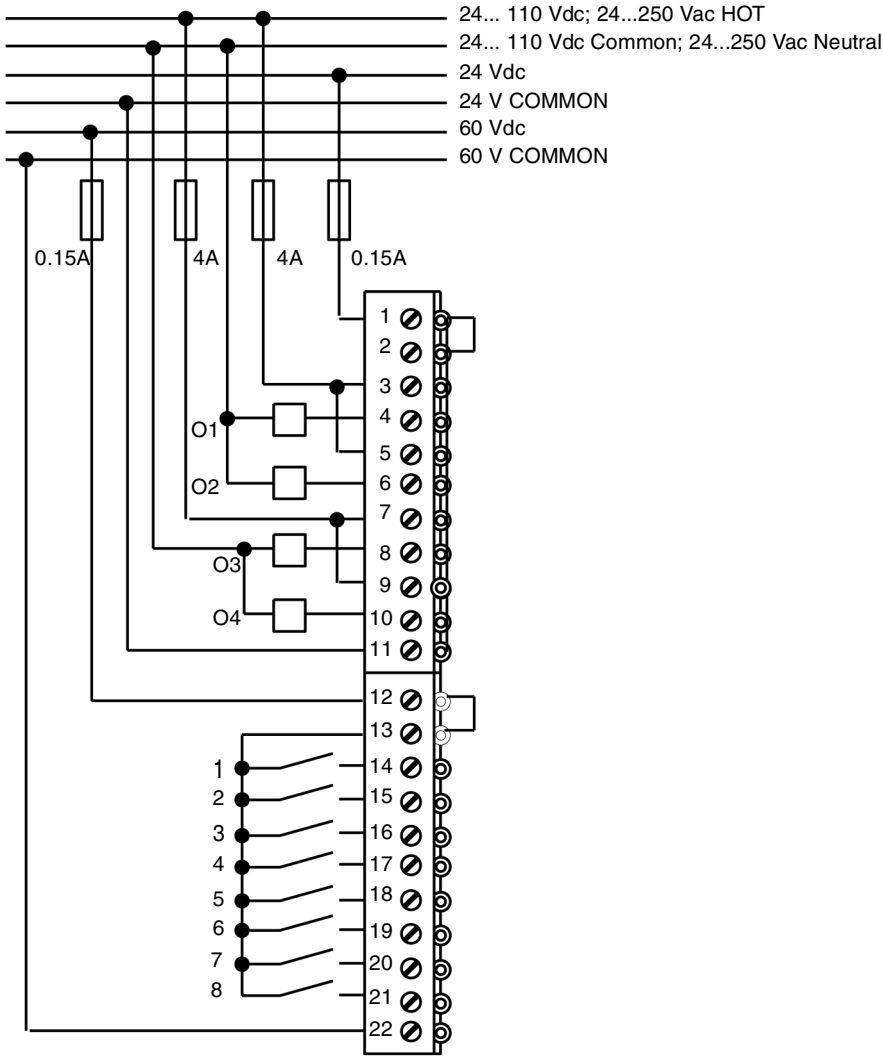 24... 110 Vdc; 24...250 Vac HOT
24... 110 Vdc Common; 24...250 Vac Neutral
24 Vdc
24 V COMMON
60 Vdc
60 V COMMON
0.15A
4A
4A
0.15A
1
2
3
4
O1
5
O2
6
7
8
O3
9
O4
10
11
12
13
1
14
2
15
3
16
4
17
5
18
6
19
7
20
8
21
22